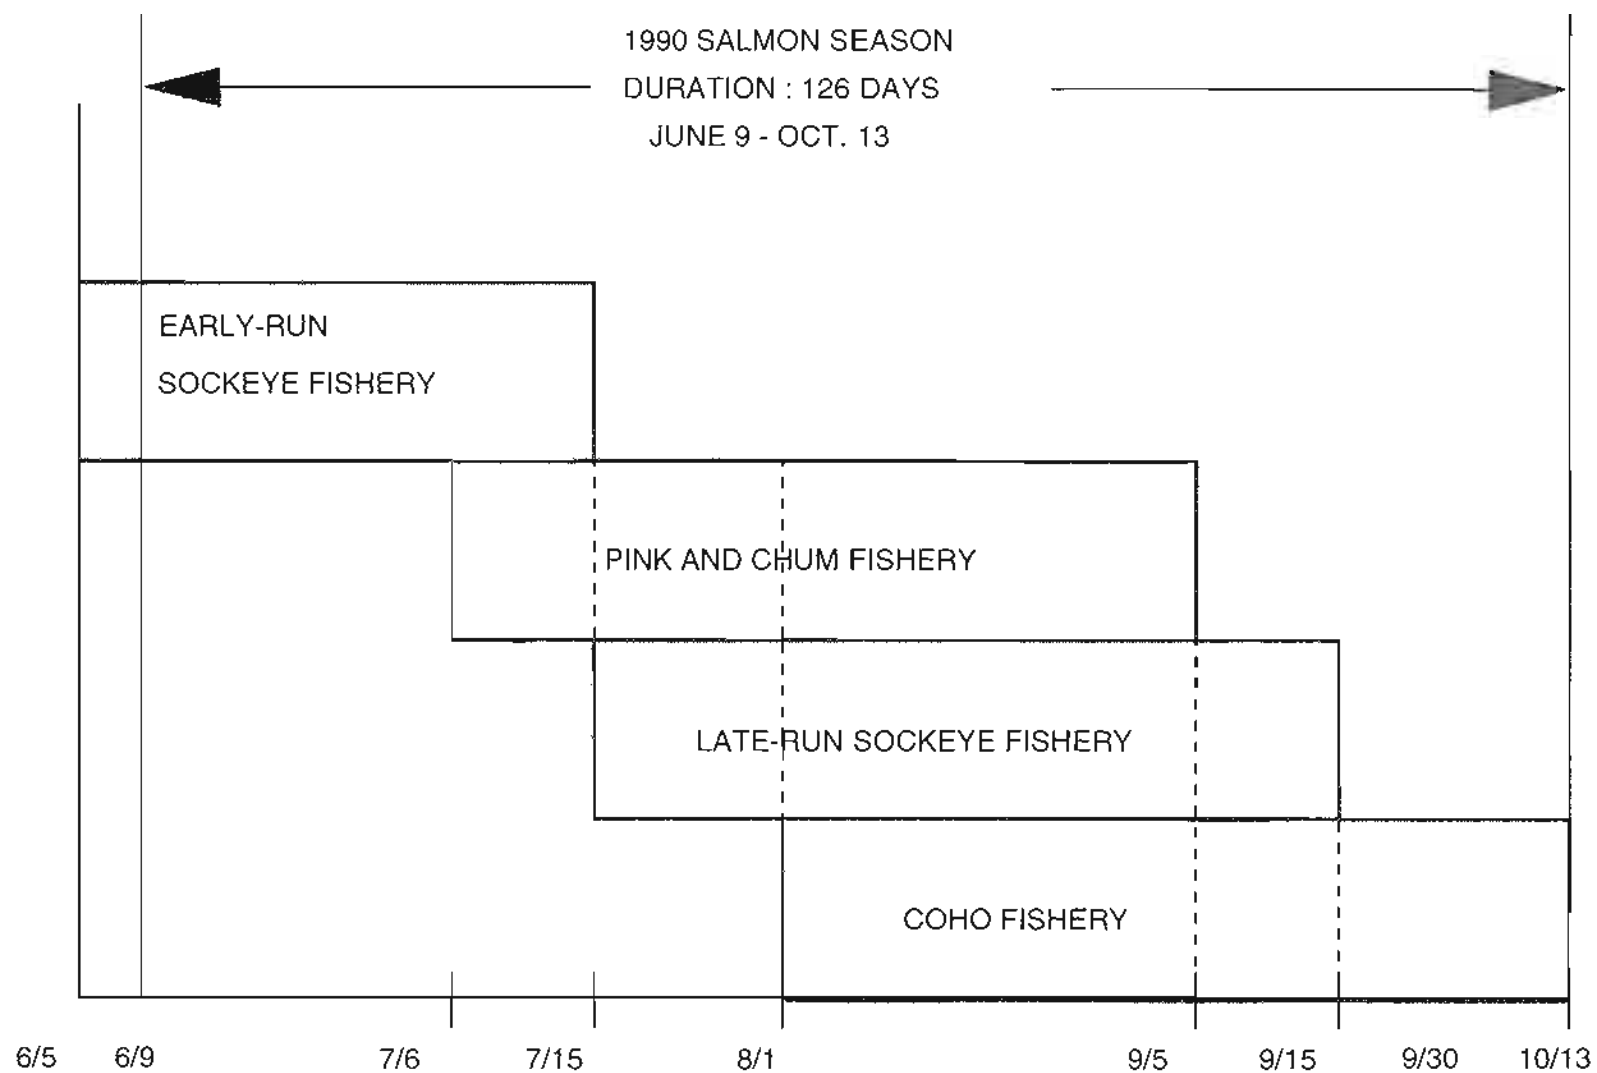 1990 SALMON SEASON
DURATION : 126 DAYS
JUNE 9 - OCT. 13
EARLY-RUN
SOCKEYE FISHERY
PINK AND CHUM FISHERY
LATE-RUN SOCKEYE FISHERY
COHO FISHERY
6/5 6/9 7/6 7/15 8/1 9/5 9/15 9/30 10/13